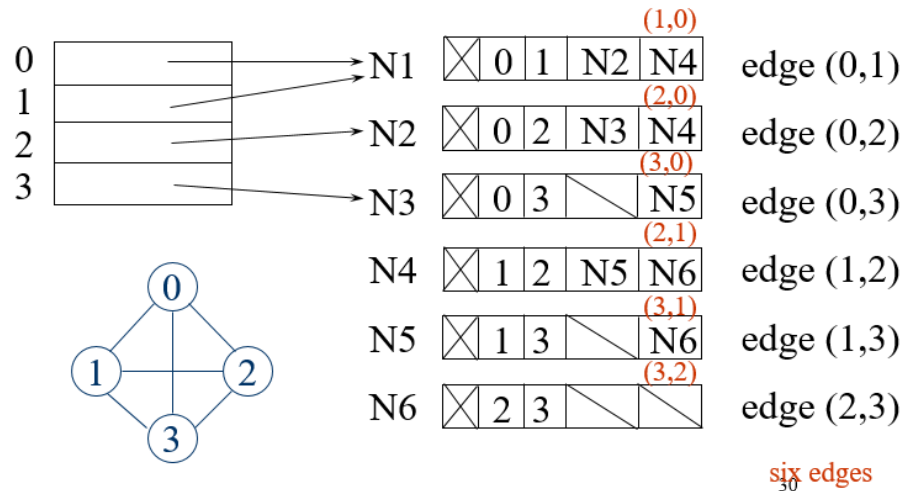 (1,0)
0 N1 0 1 N2 N4 edge (0,1)
1 (2,0)
2 N2 0 2 N3 N4 edge (0,2)
(3,0)
3 N3 0 3 N5 edge (0,3)
(2,1)
N4 1 2 N5 N6 edge (1,2)
(3,1)
N5 1 3 N6 edge (1,3)
(3,2)
N6 2 3 edge (2,3)
0
1 2
3
six edges
30